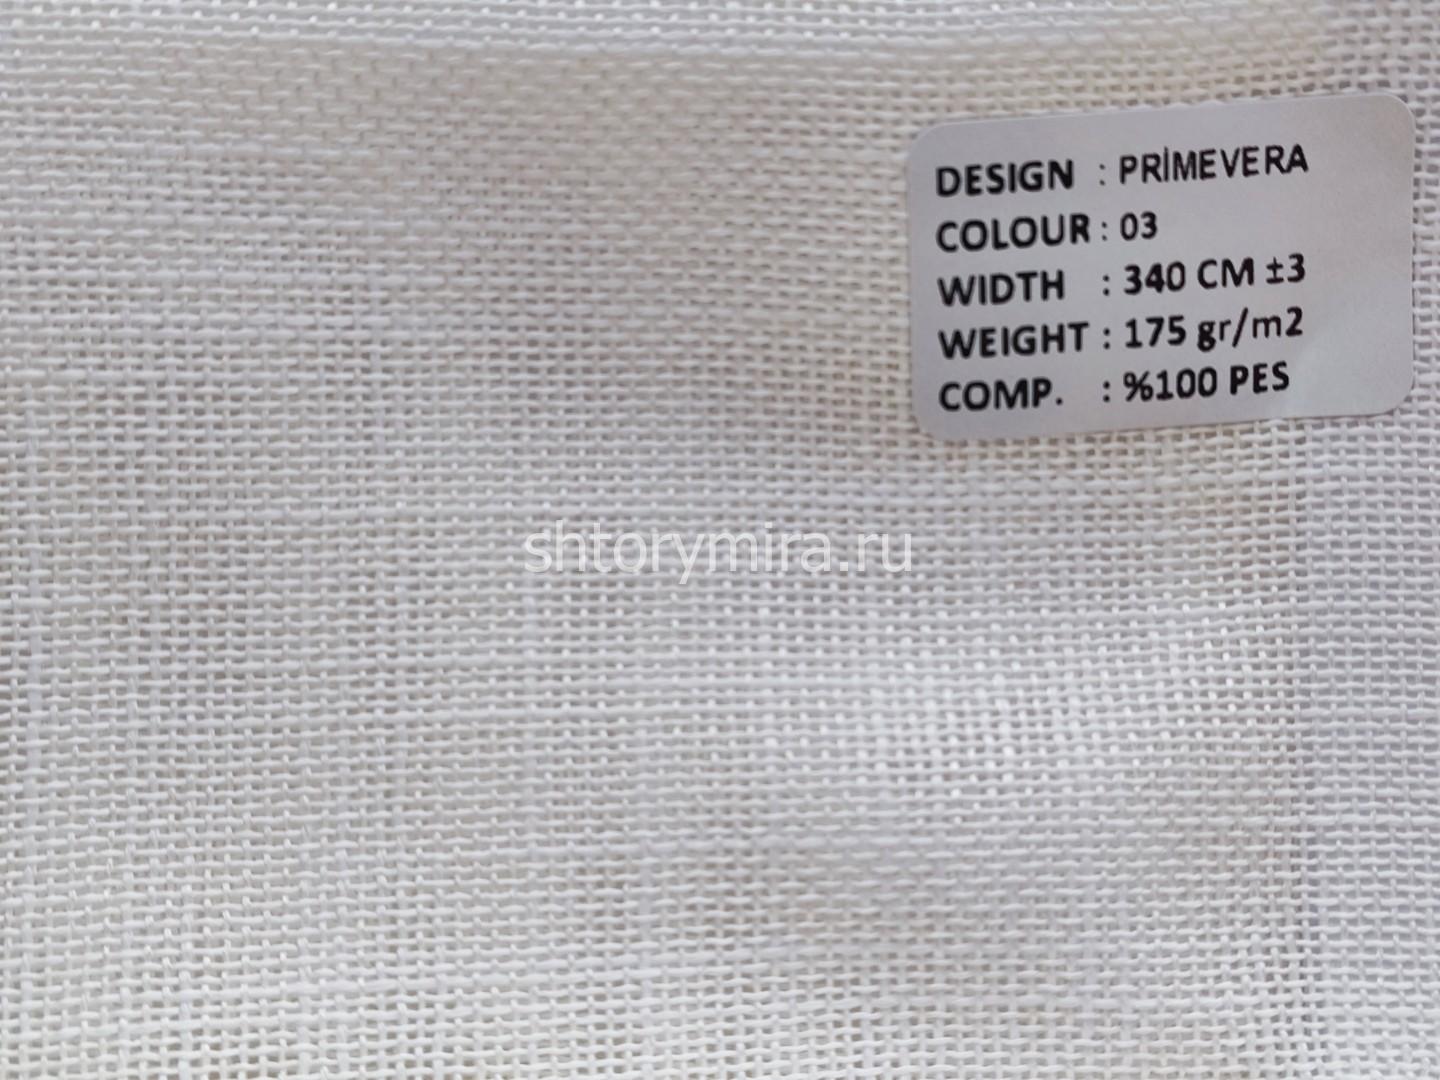 DESIGN : PRİMEVERA
COLOUR : 03
WIDTH : 340 CM ±3
WEIGHT : 175 gr/m2
COMP. : %100 PES
shtorymira.ru